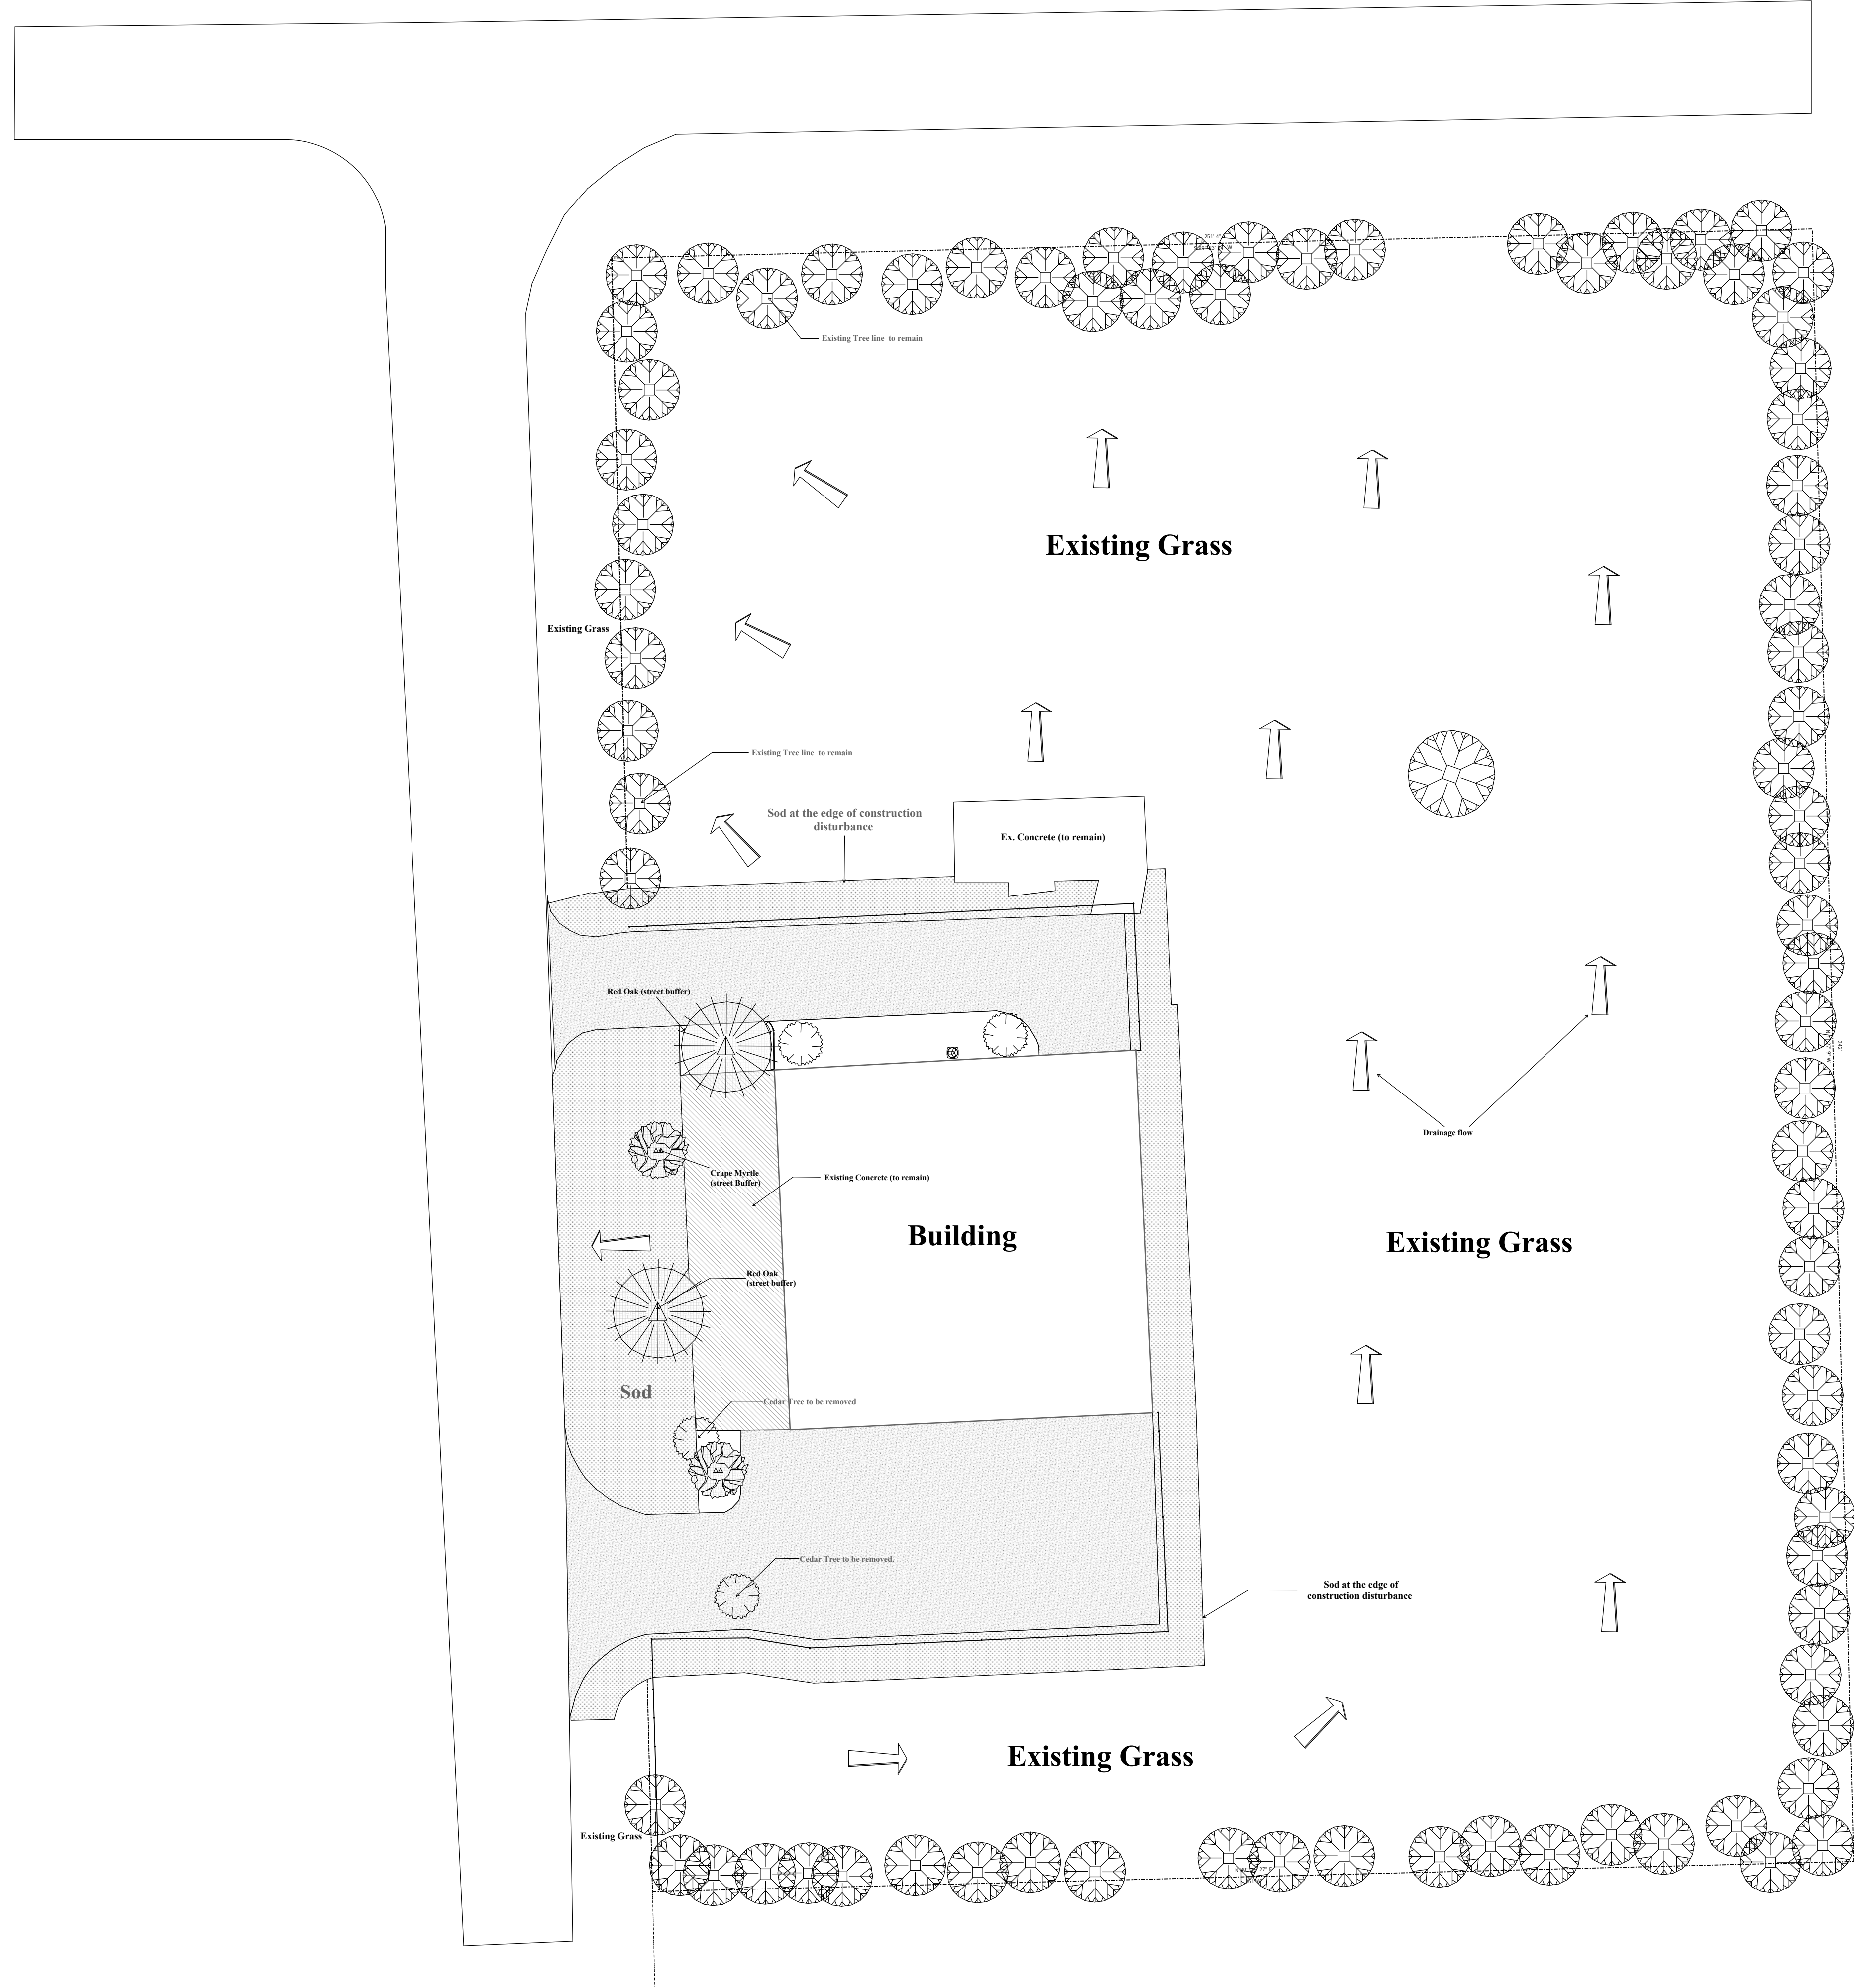 251' 4"
Existing Tree line to remain
Existing Grass
Existing Grass
Existing Tree line to remain
Sod at the edge of construction
disturbance
Ex. Concrete (to remain)
Red Oak (street buffer)
342'
Drainage flow
Crape Myrtle
(street Buffer)
Existing Concrete (to remain)
Building
Existing Grass
Red Oak
(street buffer)
Sod
Cedar Tree to be removed
Cedar Tree to be removed.
Sod at the edge of
construction disturbance
Existing Grass
Existing Grass